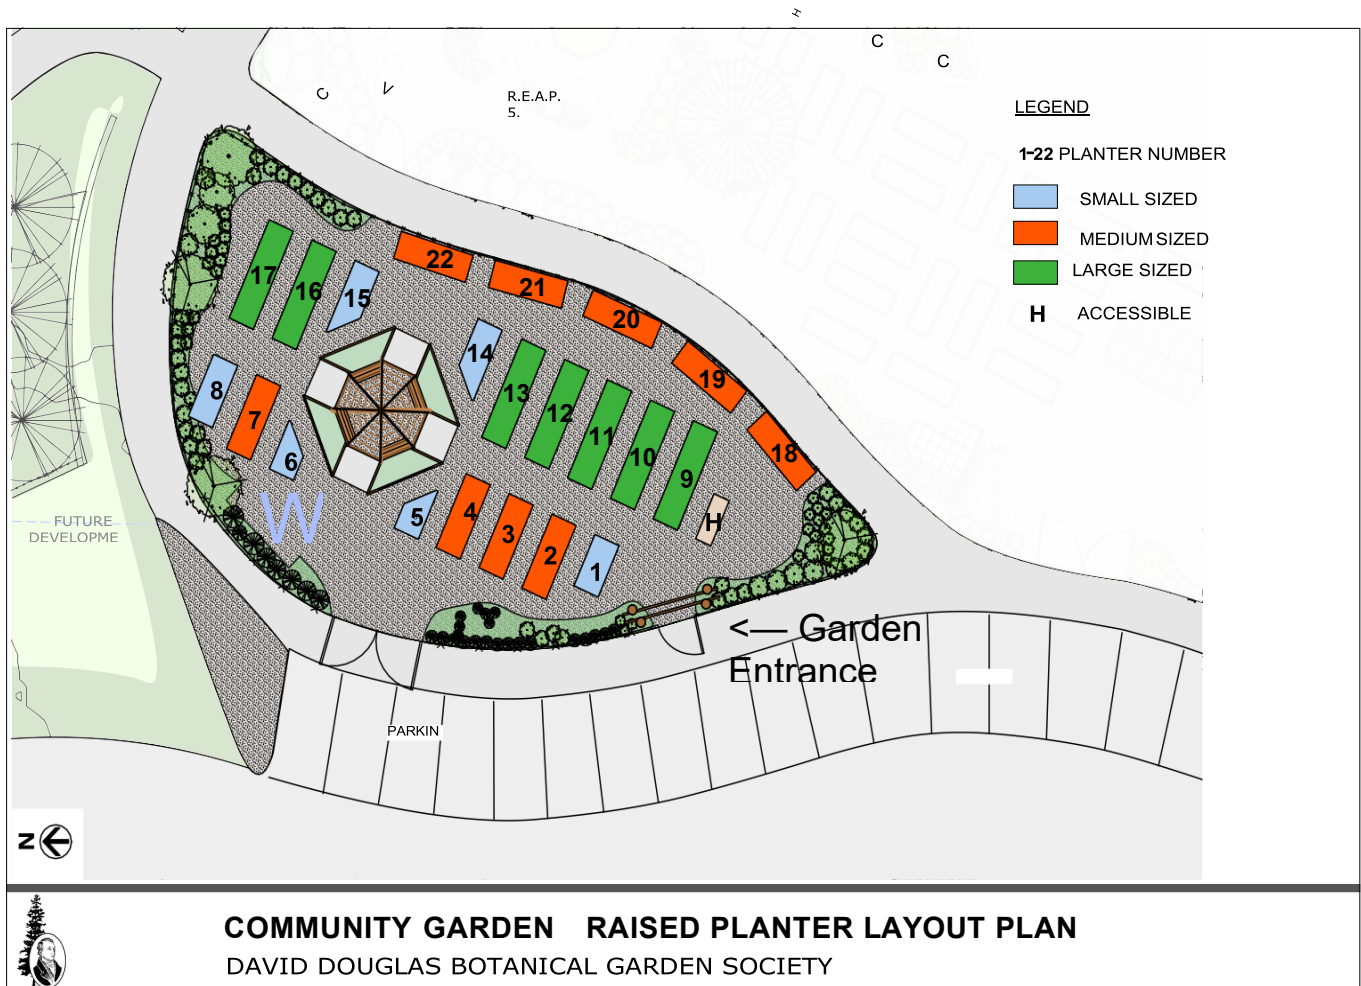 H
C
C
C
V
R.E.A.P.
5.
LEGEND
1-22 PLANTER NUMBER
SMALL SIZED
MEDIUM SIZED
LARGE SIZED
H ACCESSIBLE
22
21
20
19
18
17
16
15
14
13
12
11
10
9
H
8
7
6
5
4
3
2
1
W
FUTURE
DEVELOPME
<— Garden
Entrance
PARKIN
N
COMMUNITY GARDEN RAISED PLANTER LAYOUT PLAN
DAVID DOUGLAS BOTANICAL GARDEN SOCIETY